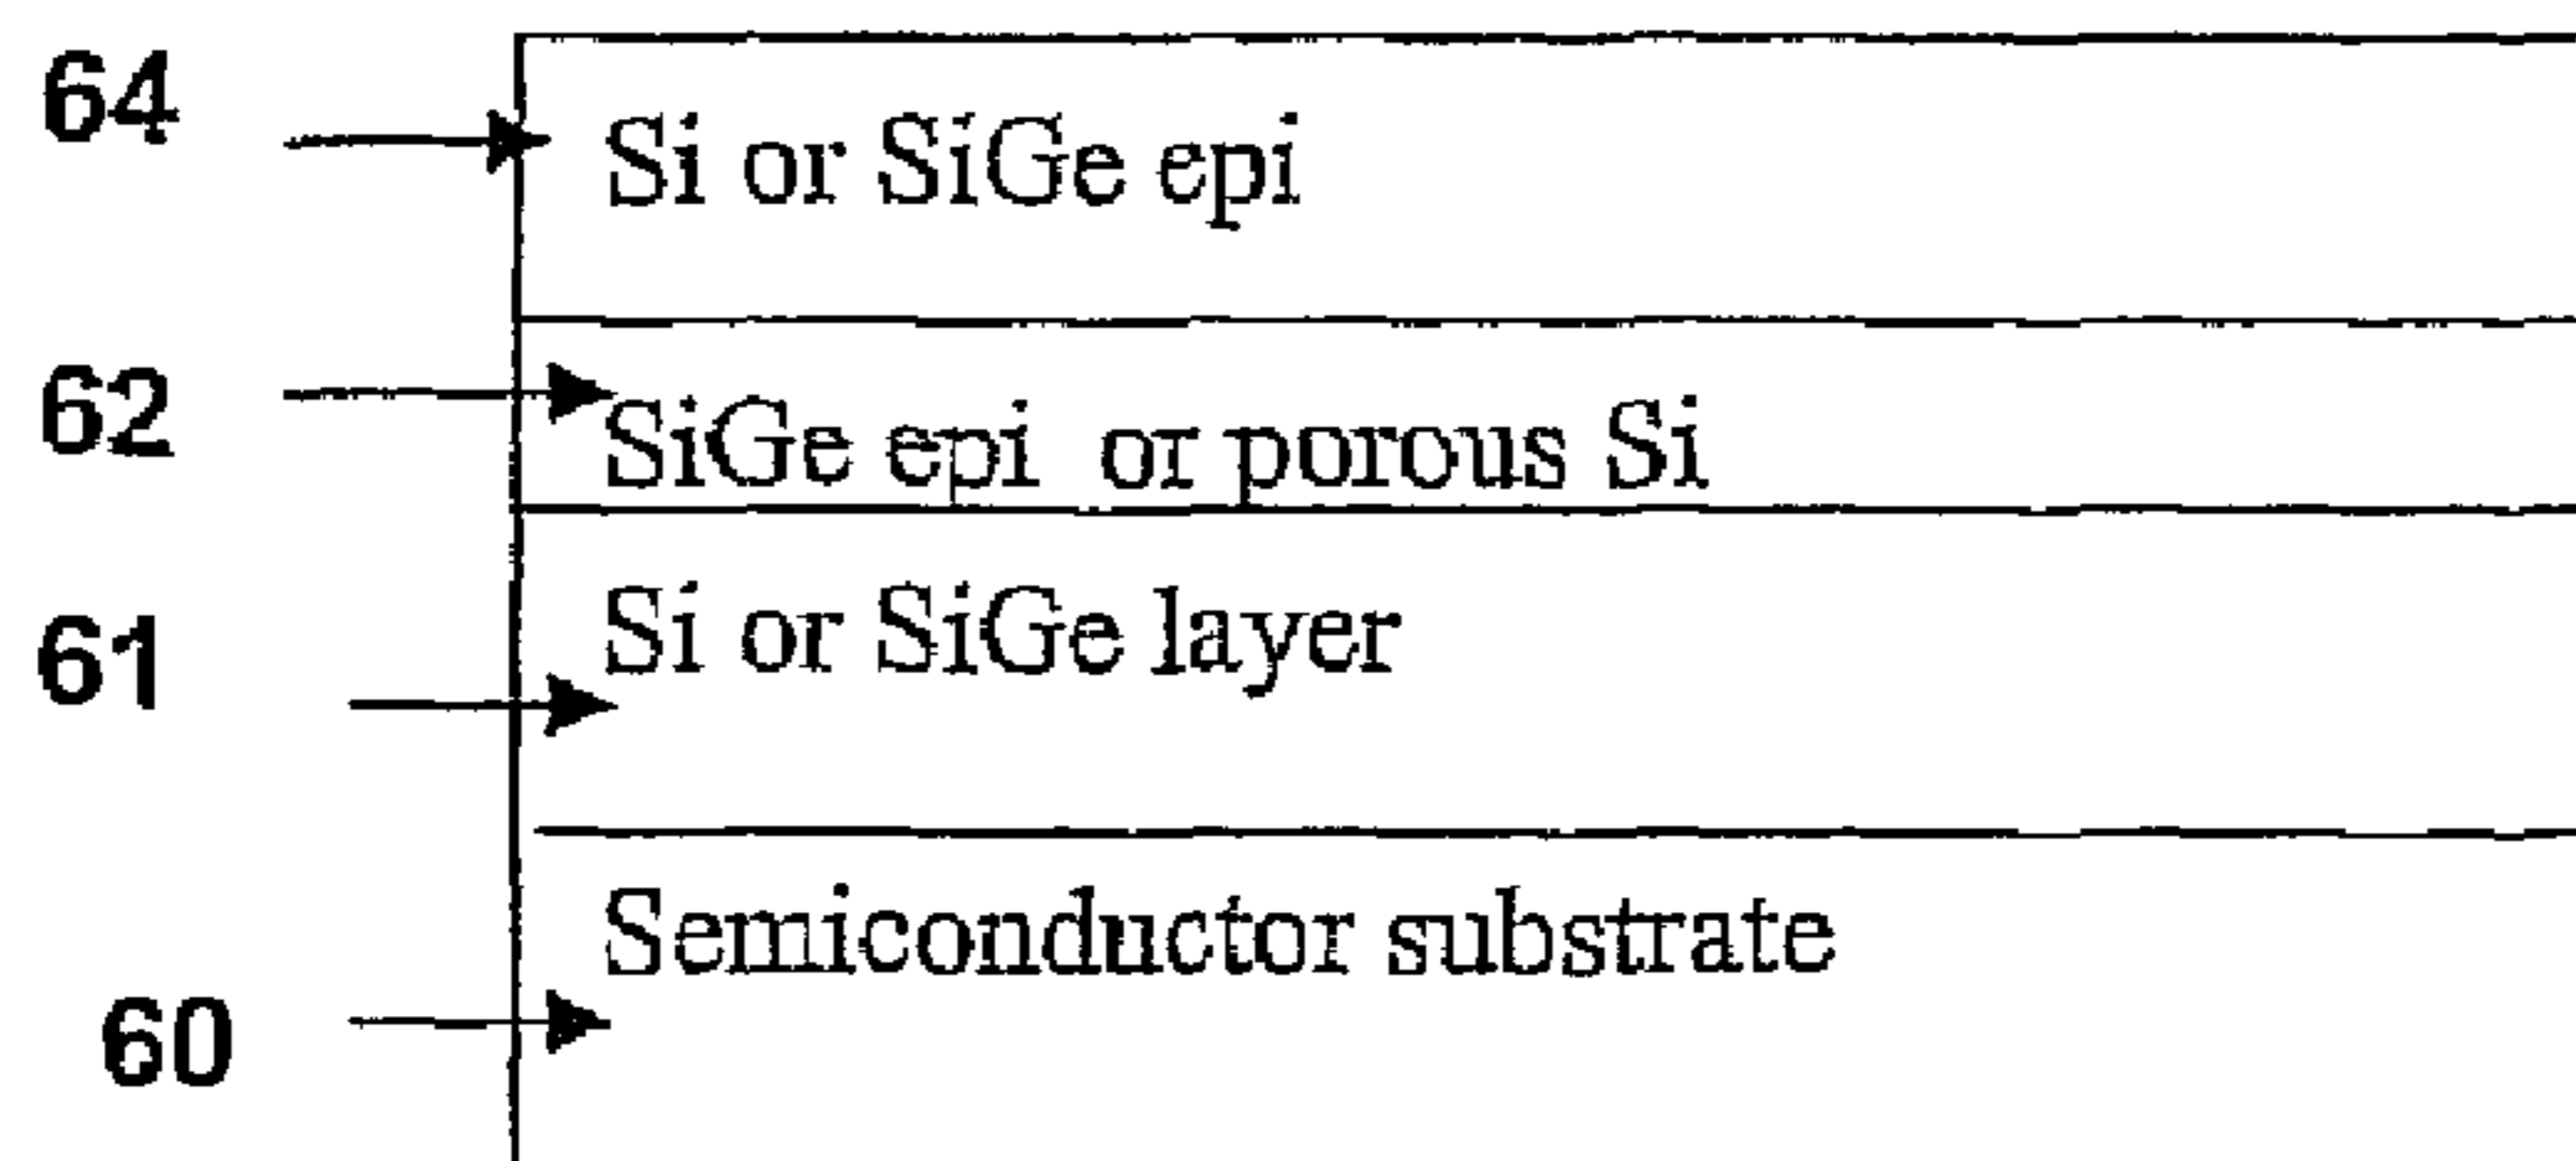 64
Si or SiGe epi
62
SiGe epi or porous Si
61
Si or SiGe layer
Semiconductor substrate
60